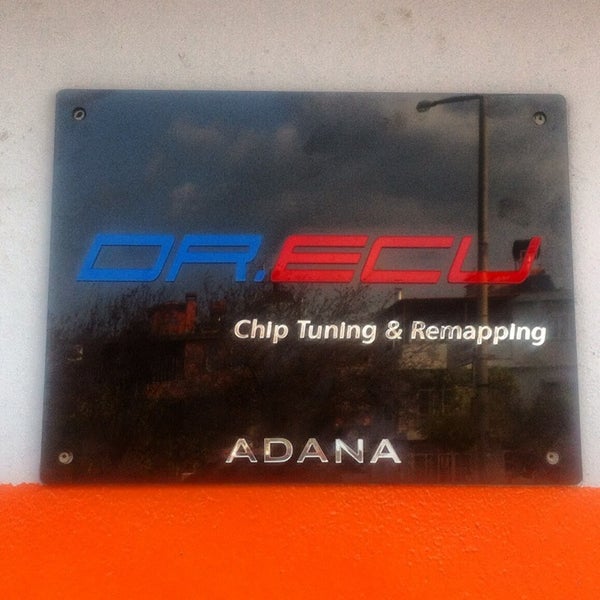 DR.ECU
Chip Tuning & Remapping
ADANA